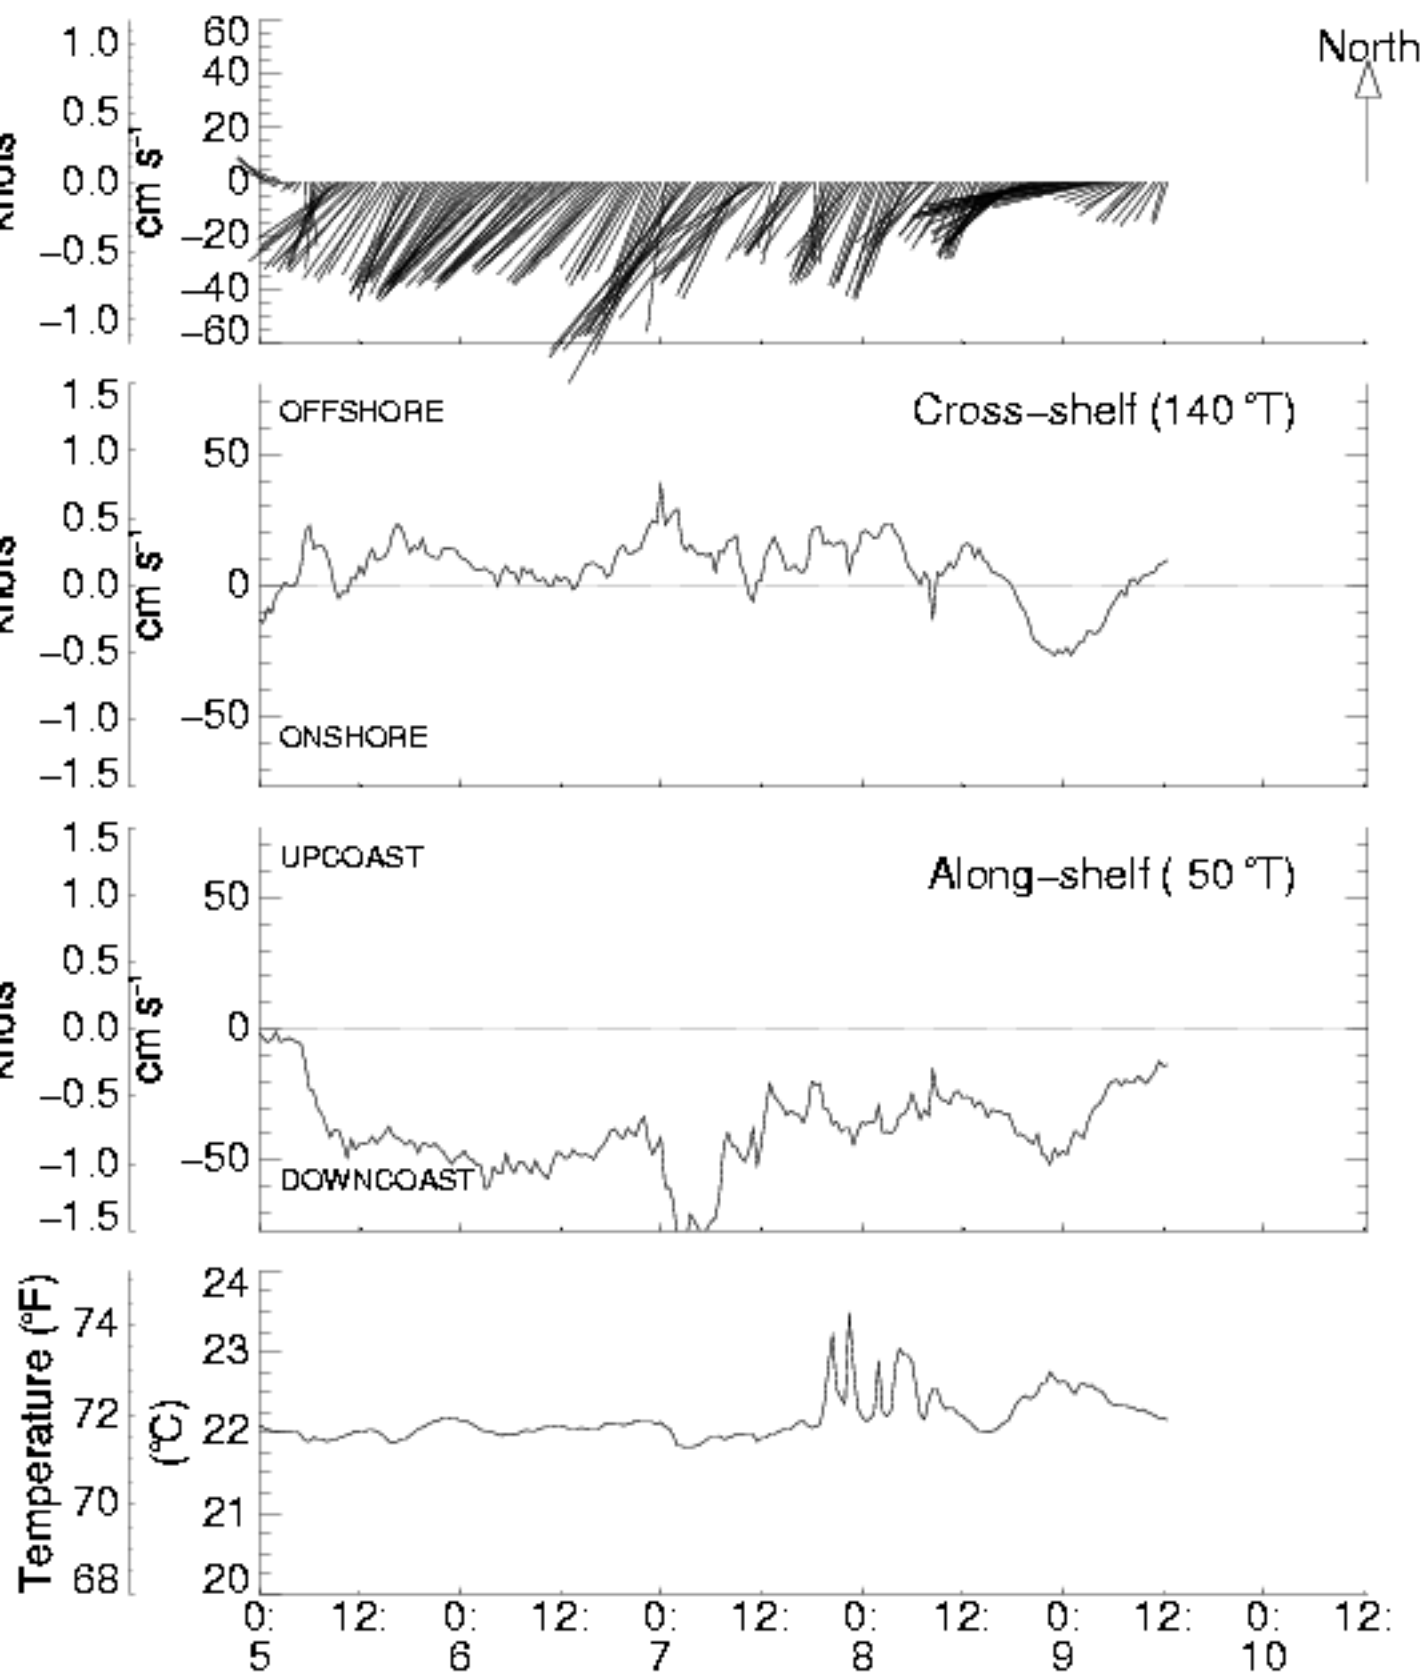 North
1.0
0.5
0.0
−0.5
−1.0
knots
60
40
20
0
−20
−40
−60
cm s−1
OFFSHORE
Cross−shelf (140 °T)
ONSHORE
1.5
1.0
0.5
0.0
−0.5
−1.0
−1.5
knots
50
0
−50
cm s−1
UPCOAST
Along−shelf ( 50 °T)
DOWNCOAST
1.5
1.0
0.5
0.0
−0.5
−1.0
−1.5
knots
50
0
−50
cm s−1
Temperature (°F)
74
72
70
68
(°C)
24
23
22
21
20
0: 12: 0: 12: 0: 12: 0: 12: 0: 12: 0: 12:
5 6 7 8 9 10